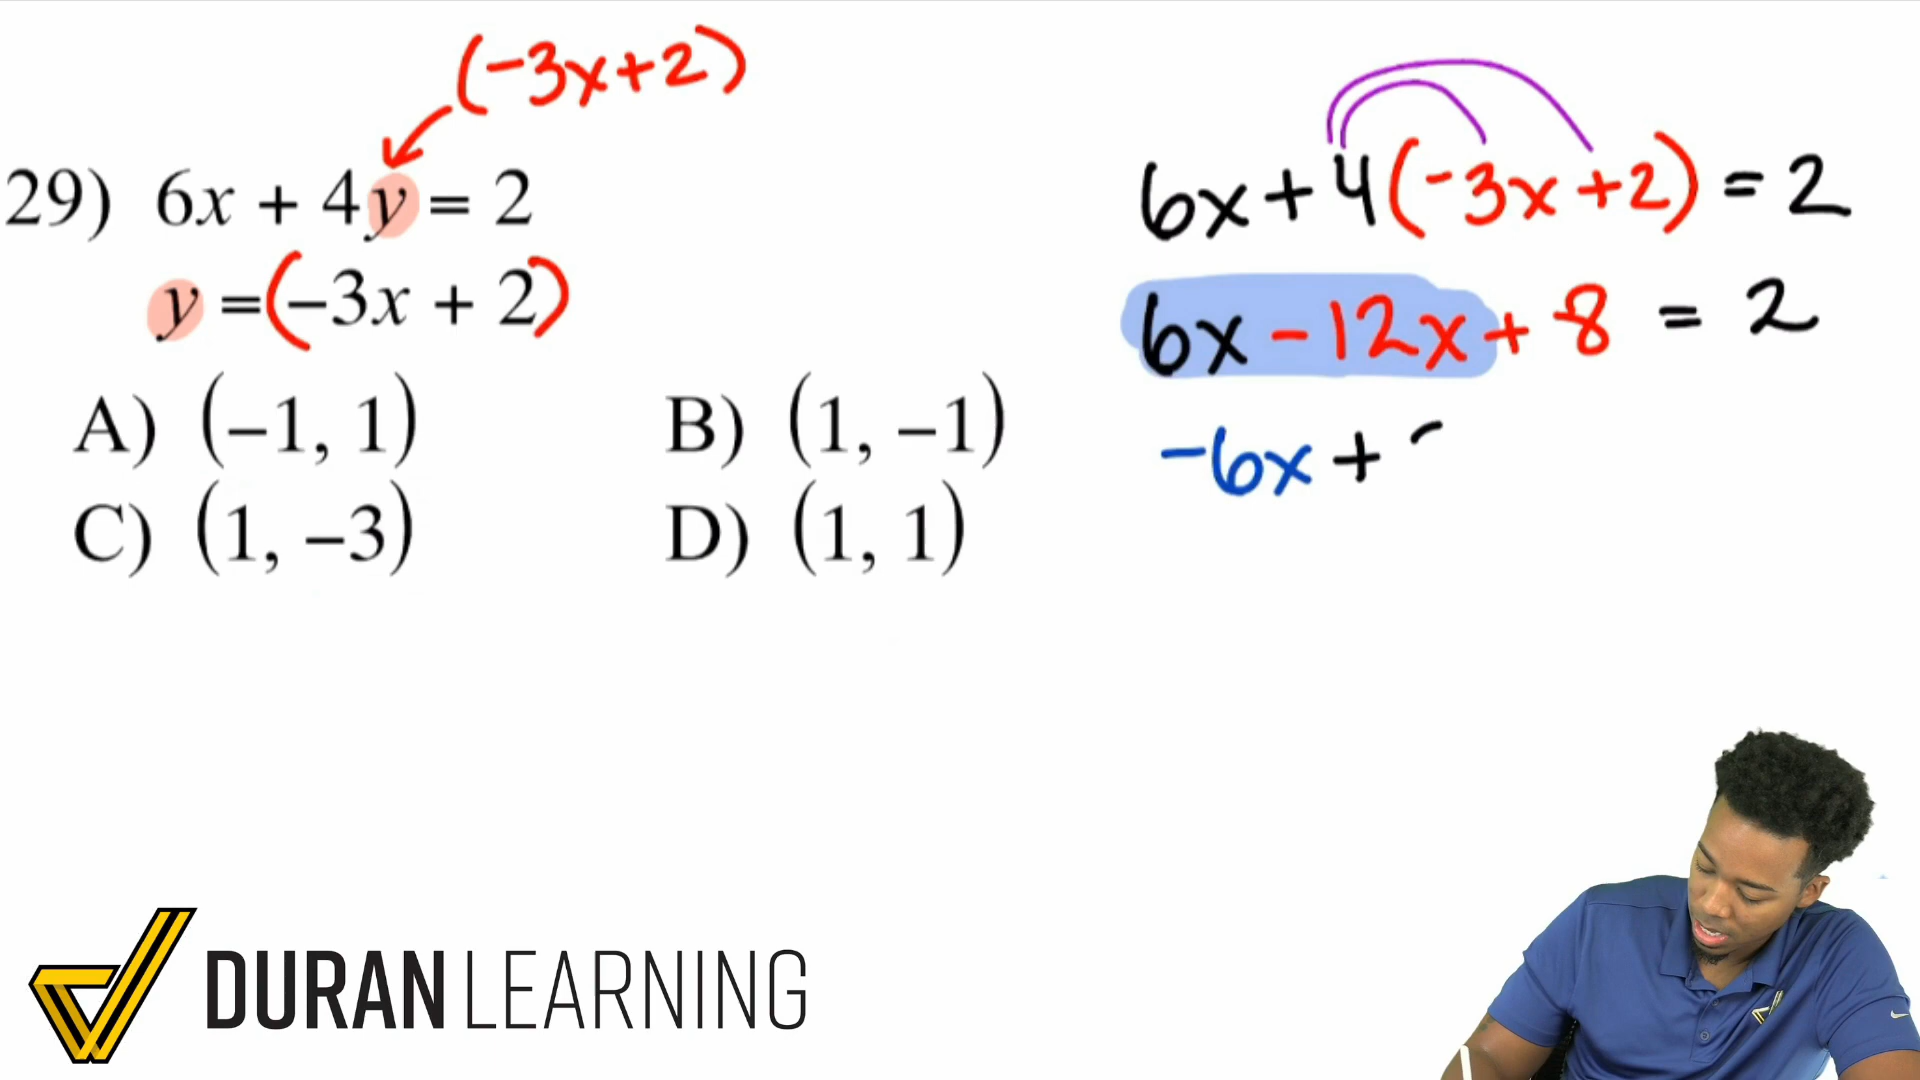 (-3x+2)
29) 6x + 4y = 2
y =(−3x + 2)
A) (−1, 1)
B) (1, −1)
C) (1, −3)
D) (1, 1)
6x+4(-3x+2)=2
6x-12x+8=2
-6x+
DURAN LEARNING